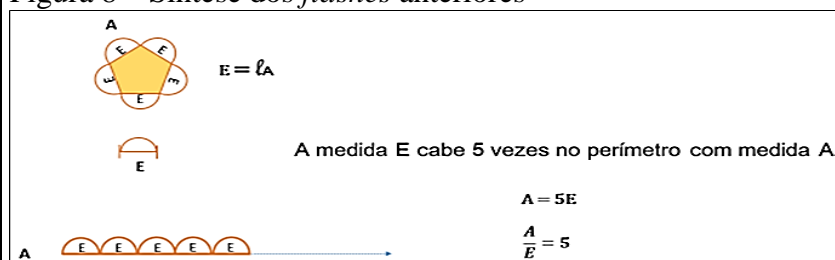 Figura 8 – Síntese dos flashes anteriores
A
E E
E E
E
E = ℓA
E
A medida E cabe 5 vezes no perímetro com medida A
A = 5E
A/E = 5
A E E E E E